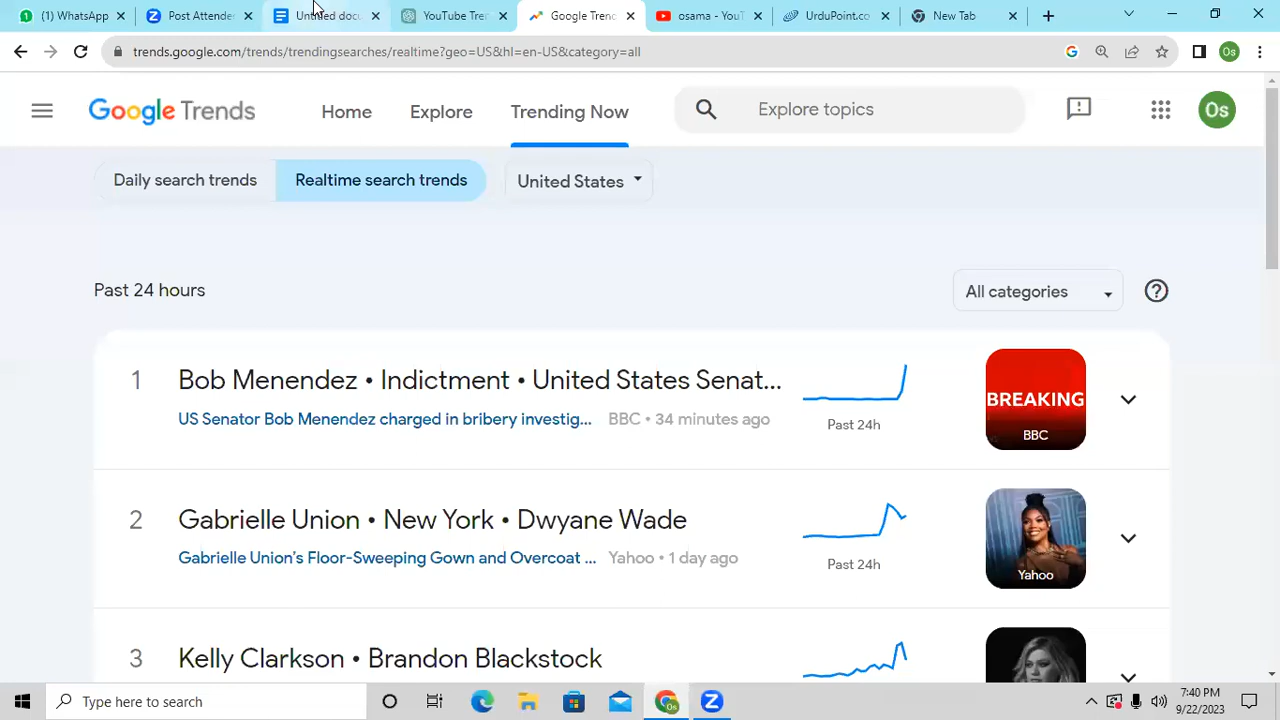 (1) WhatsApp
Post Attende
Untitled docu
YouTube Tren
Google Trenc
osama - YouT
UrduPoint.co
New Tab
trends.google.com/trends/trendingsearches/realtime?geo=US&hl=en-US&category=all
Os
Google Trends
Home
Explore
Trending Now
Explore topics
Os
Daily search trends
Realtime search trends
United States
Past 24 hours
All categories
1
Bob Menendez • Indictment • United States Senat...
US Senator Bob Menendez charged in bribery investig...
BBC • 34 minutes ago
Past 24h
BREAKING
BBC
2
Gabrielle Union • New York • Dwyane Wade
Gabrielle Union's Floor-Sweeping Gown and Overcoat ...
Yahoo • 1 day ago
Past 24h
Yahoo
3
Kelly Clarkson • Brandon Blackstock
Type here to search
7:40 PM
9/22/2023